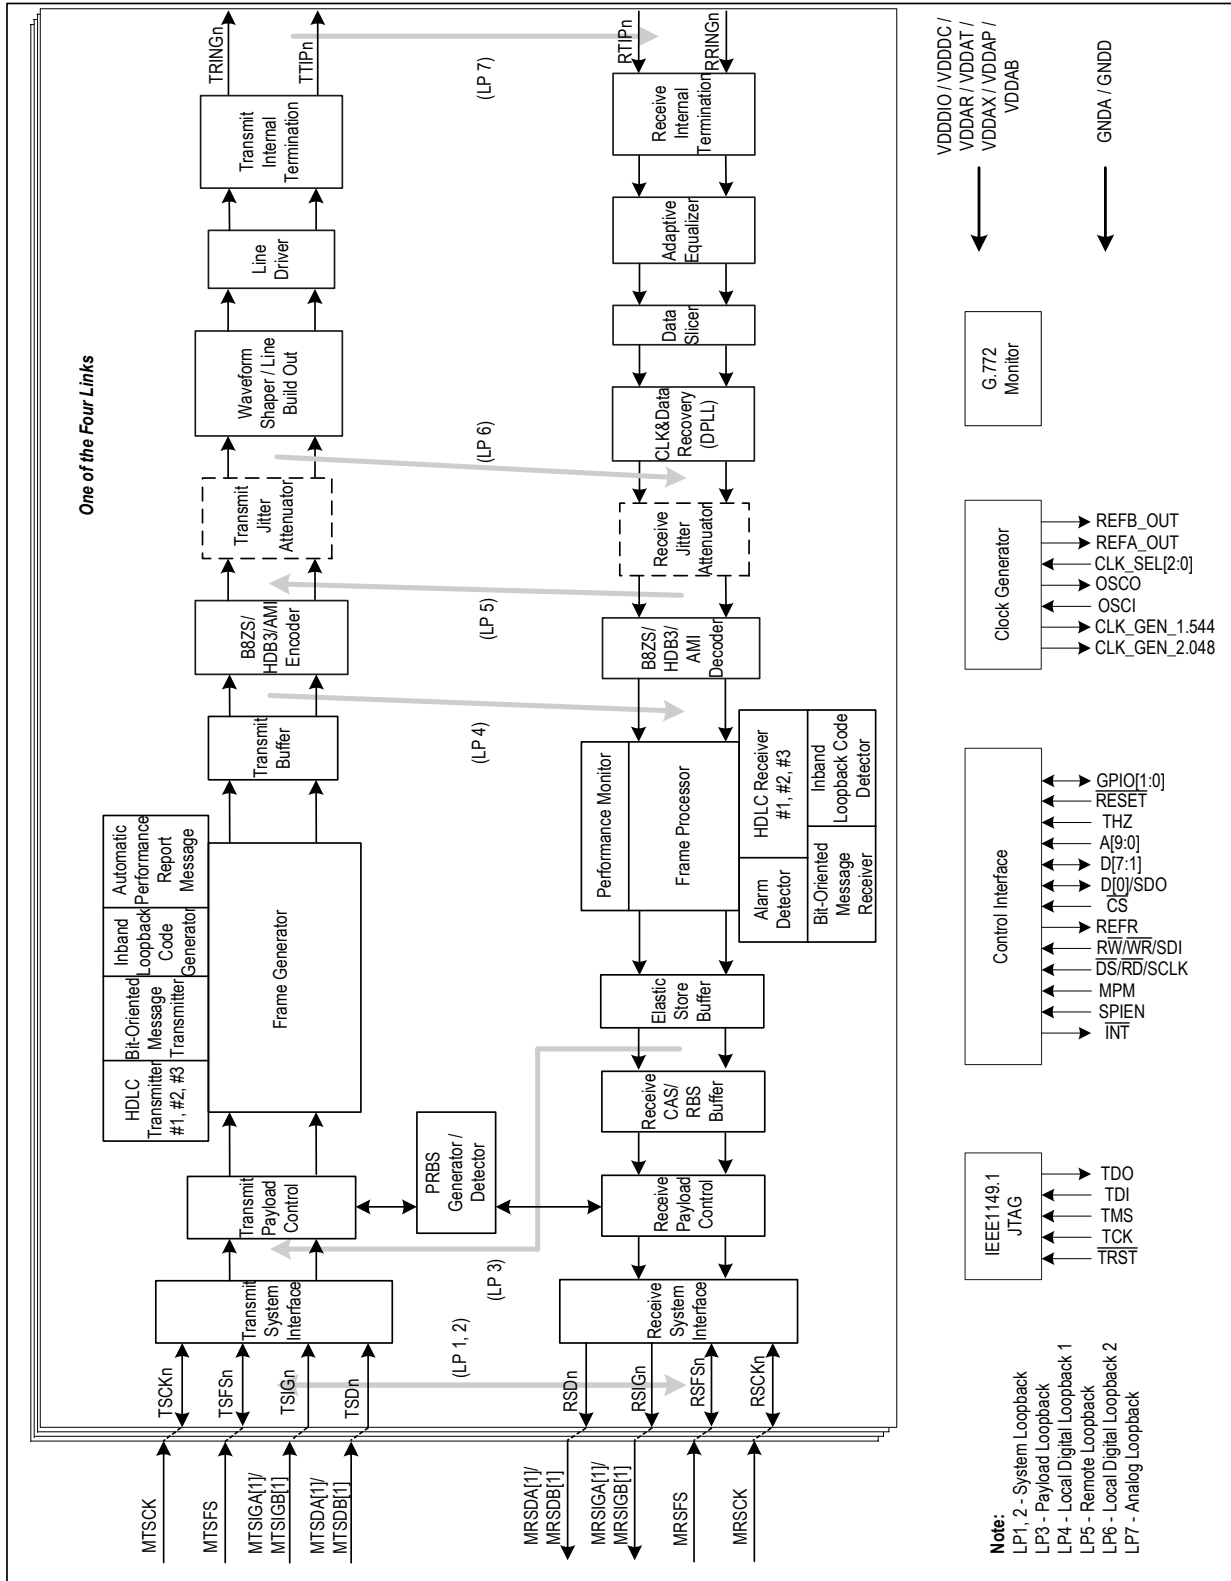 One of the Four Links
TRINGn
TTIPn
(LP 7)
RTIPn
RRINGn
Transmit
Internal
Termination
Receive
Internal
Termination
Line
Driver
Adaptive
Equalizer
Waveform
Shaper / Line
Build Out
Data
Slicer
(LP 6)
CLK&Data
Recovery
(DPLL)
Transmit
Jitter
Attenuator
Receive
Jitter
Attenuator
B8ZS/
HDB3/AMI
Encoder
(LP 5)
B8ZS/
HDB3/
AMI
Decoder
Transmit
Buffer
(LP 4)
Automatic
Performance
Report
Message
Inband
Loopback
Code
Generator
Bit-Oriented
Message
Transmitter
HDLC
Transmitter
#1, #2, #3
Frame Generator
Performance Monitor
Frame Processor
HDLC Receiver
#1, #2, #3
Inband
Loopback Code
Detector
Alarm
Detector
Bit-Oriented
Message
Receiver
Elastic
Store
Buffer
Receive
CAS/
RBS
Buffer
Transmit
Payload
Control
PRBS
Generator /
Detector
Receive
Payload
Control
(LP 3)
Transmit
System
Interface
Receive
System
Interface
(LP 1, 2)
TSCKn
TSFSn
TSIGn
TSDn
RSDn
RSIGn
RSFSn
RSCKn
MTSCK
MTSFS
MTSIGA[1]/
MTSIGB[1]
MTSDA[1]/
MTSDB[1]
MRSDA[1]/
MRSDB[1]
MRSIGA[1]/
MRSIGB[1]
MRSFS
MRSCK
VDDDIO / VDDDC /
VDDAR / VDDAT /
VDDAX / VDDAP /
VDDAB
GNDA / GNDD
G.772
Monitor
Clock Generator
REFB_OUT
REFA_OUT
CLK_SEL[2:0]
OSCO
OSCI
CLK_GEN_1.544
CLK_GEN_2.048
Control Interface
GPIO[1:0]
RESET
THZ
A[9:0]
D[7:1]
D[0]/SDO
CS
REFR
RW/WR/SDI
DS/RD/SCLK
MPM
SPIEN
INT
IEEE1149.1
JTAG
TDO
TDI
TMS
TCK
TRST
Note:
LP1, 2 - System Loopback
LP3 - Payload Loopback
LP4 - Local Digital Loopback 1
LP5 - Remote Loopback
LP6 - Local Digital Loopback 2
LP7 - Analog Loopback